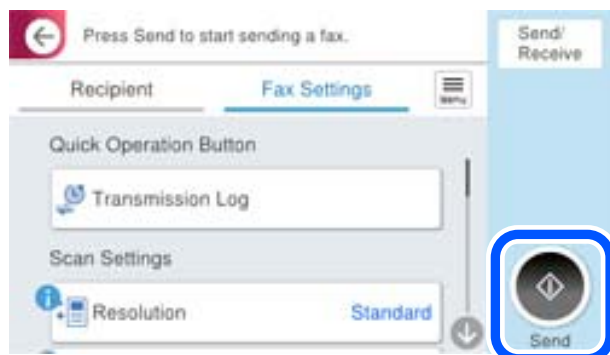 Press Send to start sending a fax.
Send/
Receive
Recipient
Fax Settings
Menu
Quick Operation Button
Transmission Log
Scan Settings
Resolution
Standard
Send